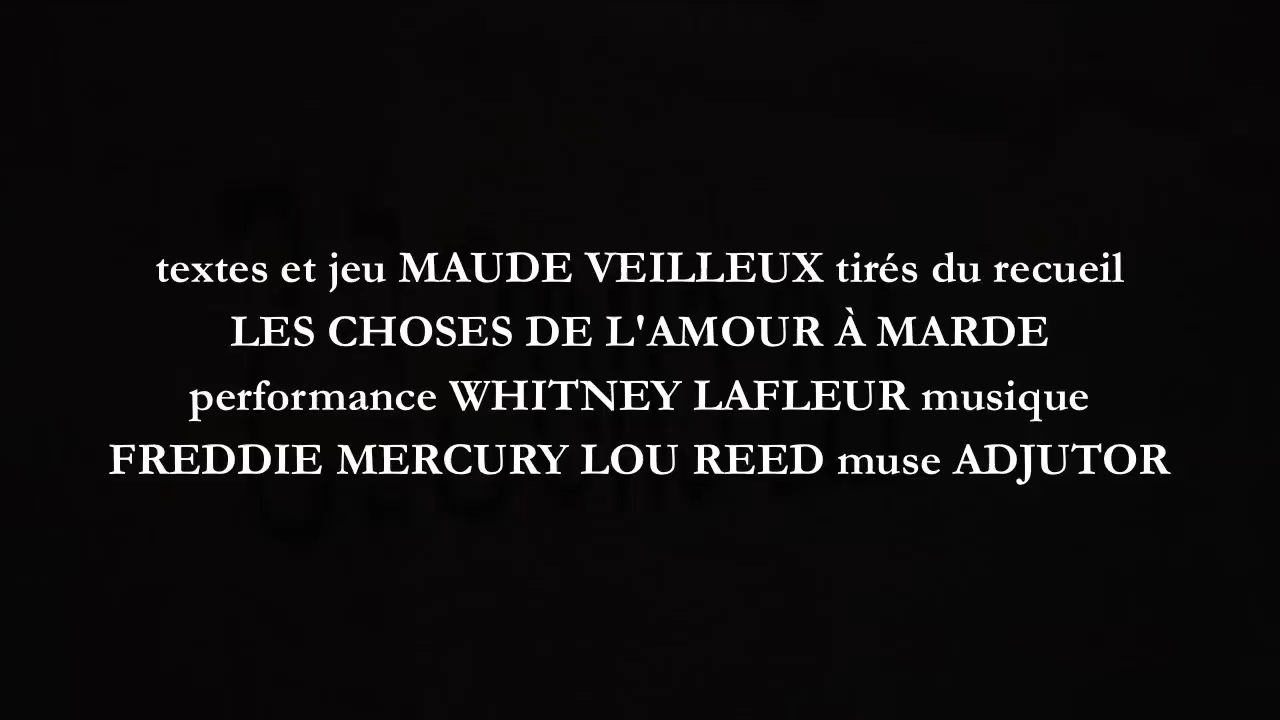 textes et jeu MAUDE VEILLEUX tirés du recueil
LES CHOSES DE L'AMOUR À MARDE
performance WHITNEY LAFLEUR musique
FREDDIE MERCURY LOU REED muse ADJUTOR